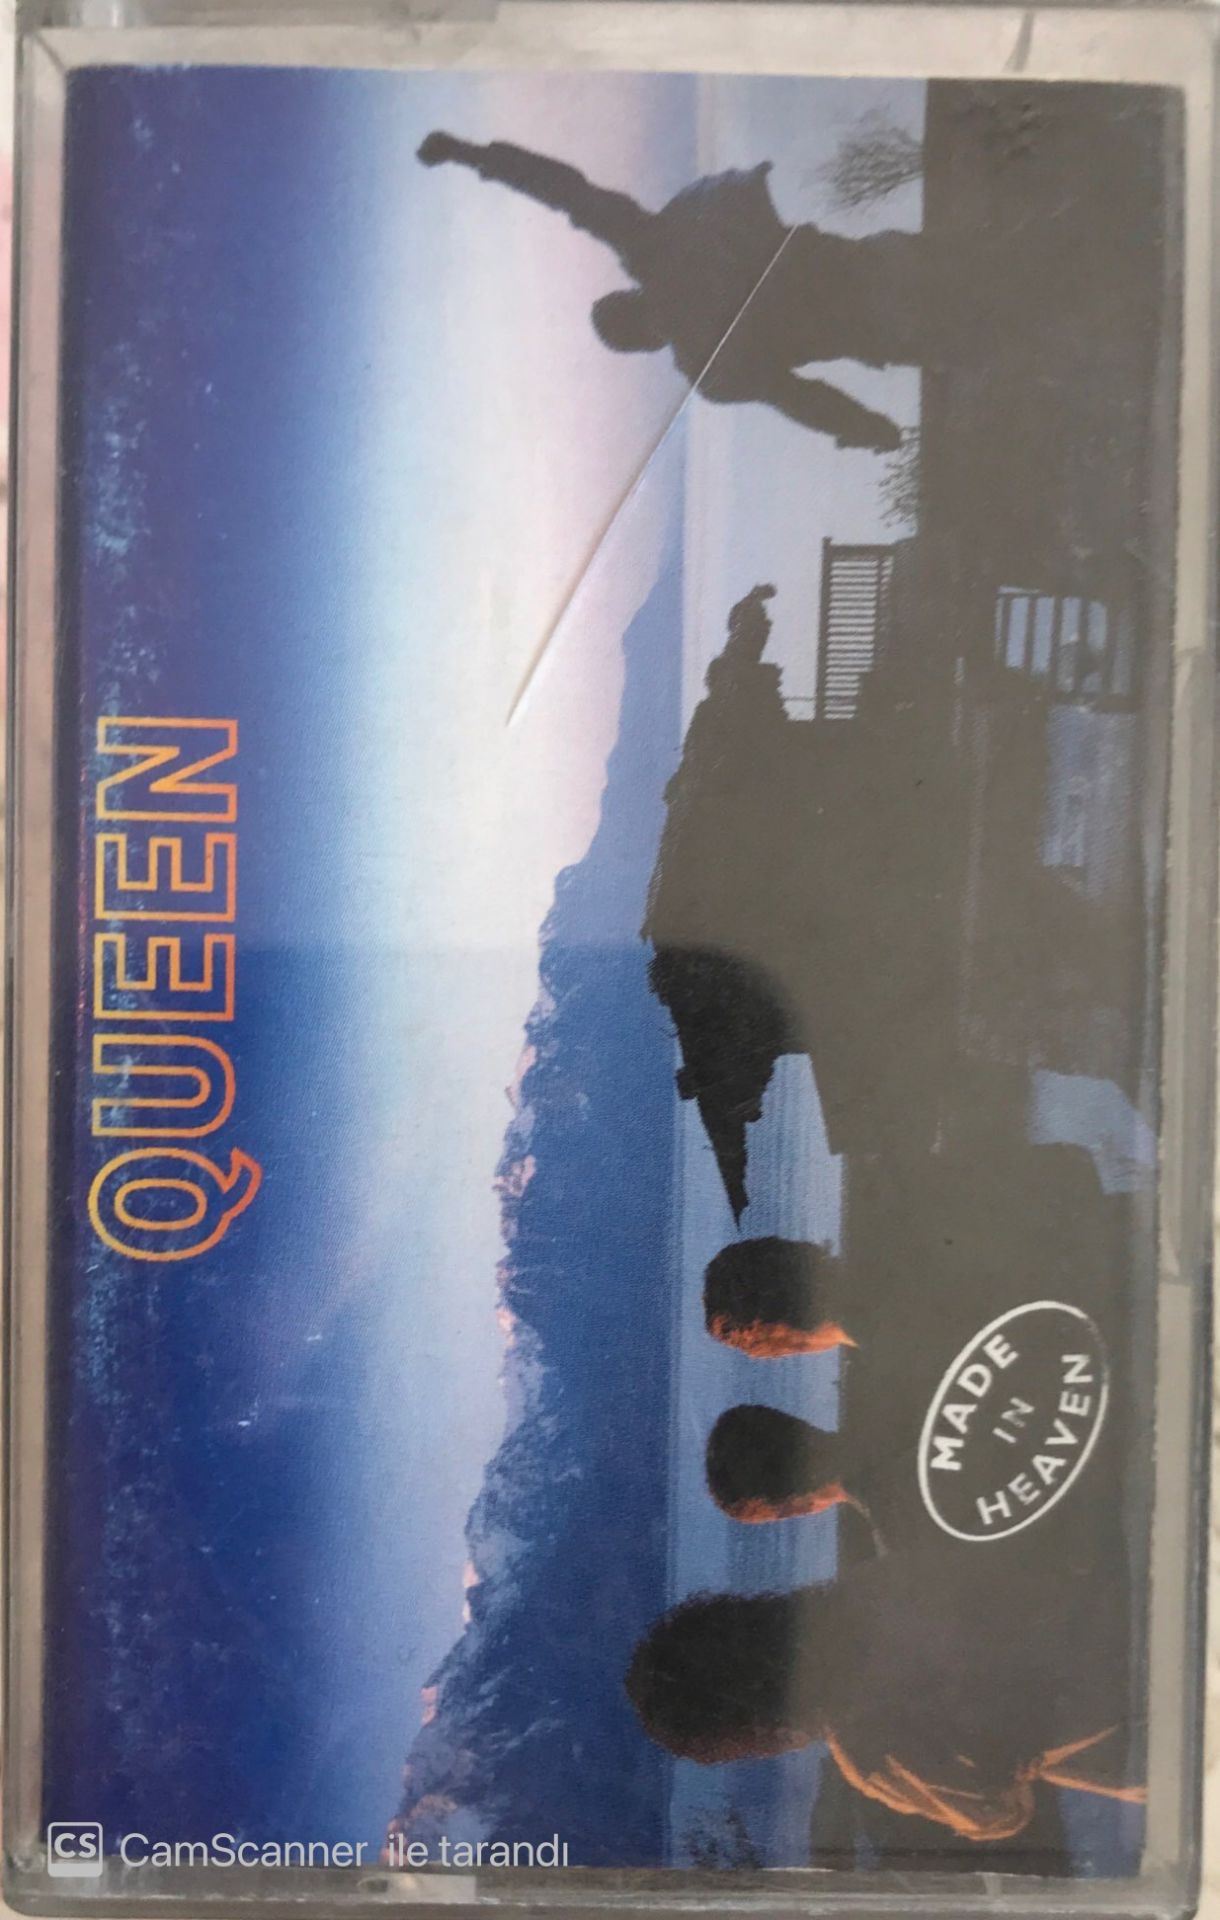 QUEEN
MADE
IN
HEAVEN
CS CamScanner ile tarandı